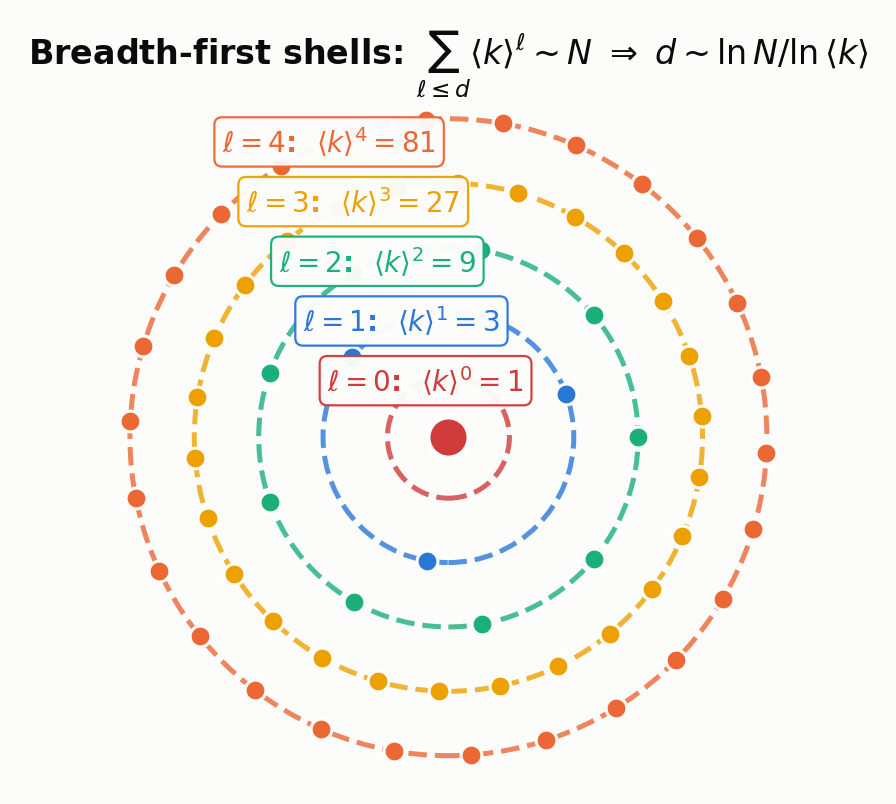 Breadth-first shells: ∑_{ℓ ≤ d} ⟨k⟩^ℓ ∼ N ⇒ d ∼ ln N/ln ⟨k⟩
ℓ = 4: ⟨k⟩⁴ = 81
ℓ = 3: ⟨k⟩³ = 27
ℓ = 2: ⟨k⟩² = 9
ℓ = 1: ⟨k⟩¹ = 3
ℓ = 0: ⟨k⟩⁰ = 1